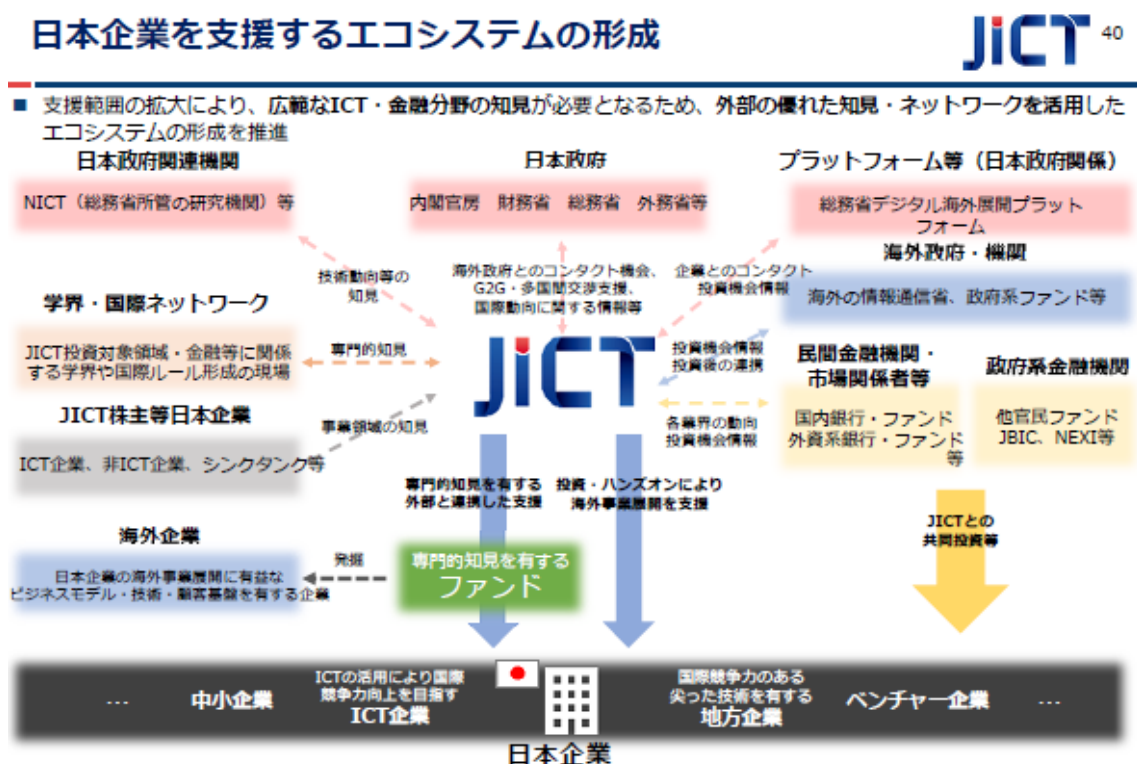 日本企業を支援するエコシステムの形成
JICT
40
■ 支援範囲の拡大により、広範なICT・金融分野の知見が必要となるため、外部の優れた知見・ネットワークを活用した
エコシステムの形成を推進
日本政府関連機関
NICT（総務省所管の研究機関）等
日本政府
内閣官房 財務省 総務省 外務省等
プラットフォーム等（日本政府関係）
総務省デジタル海外展開プラット
フォーム
海外政府・機関
海外の情報通信省、政府系ファンド等
技術動向等の
知見
海外政府とのコンタクト機会、
G2G・多国間交渉支援、
国際動向に関する情報等
企業とのコンタクト
投資機会情報
学界・国際ネットワーク
JICT投資対象領域・金融等に関係
する学界や国際ルール形成の現場
専門的知見
JICT
投資機会情報
投資後の連携
民間金融機関・
市場関係者等
国内銀行・ファンド
外資系銀行・ファンド
等
政府系金融機関
他官民ファンド
JBIC、NEXI等
JICT株主等日本企業
ICT企業、非ICT企業、シンクタンク等
事業領域の知見
各業界の動向
投資機会情報
専門的知見を有する
外部と連携した支援
投資・ハンズオンにより
海外事業展開を支援
JICTとの
共同投資等
海外企業
日本企業の海外事業展開に有益な
ビジネスモデル・技術・顧客基盤を有する企業
発掘
専門的知見を有する
ファンド
…
中小企業
ICTの活用により国際
競争力向上を目指す
ICT企業
国際競争力のある
尖った技術を有する
地方企業
ベンチャー企業
…
日本企業